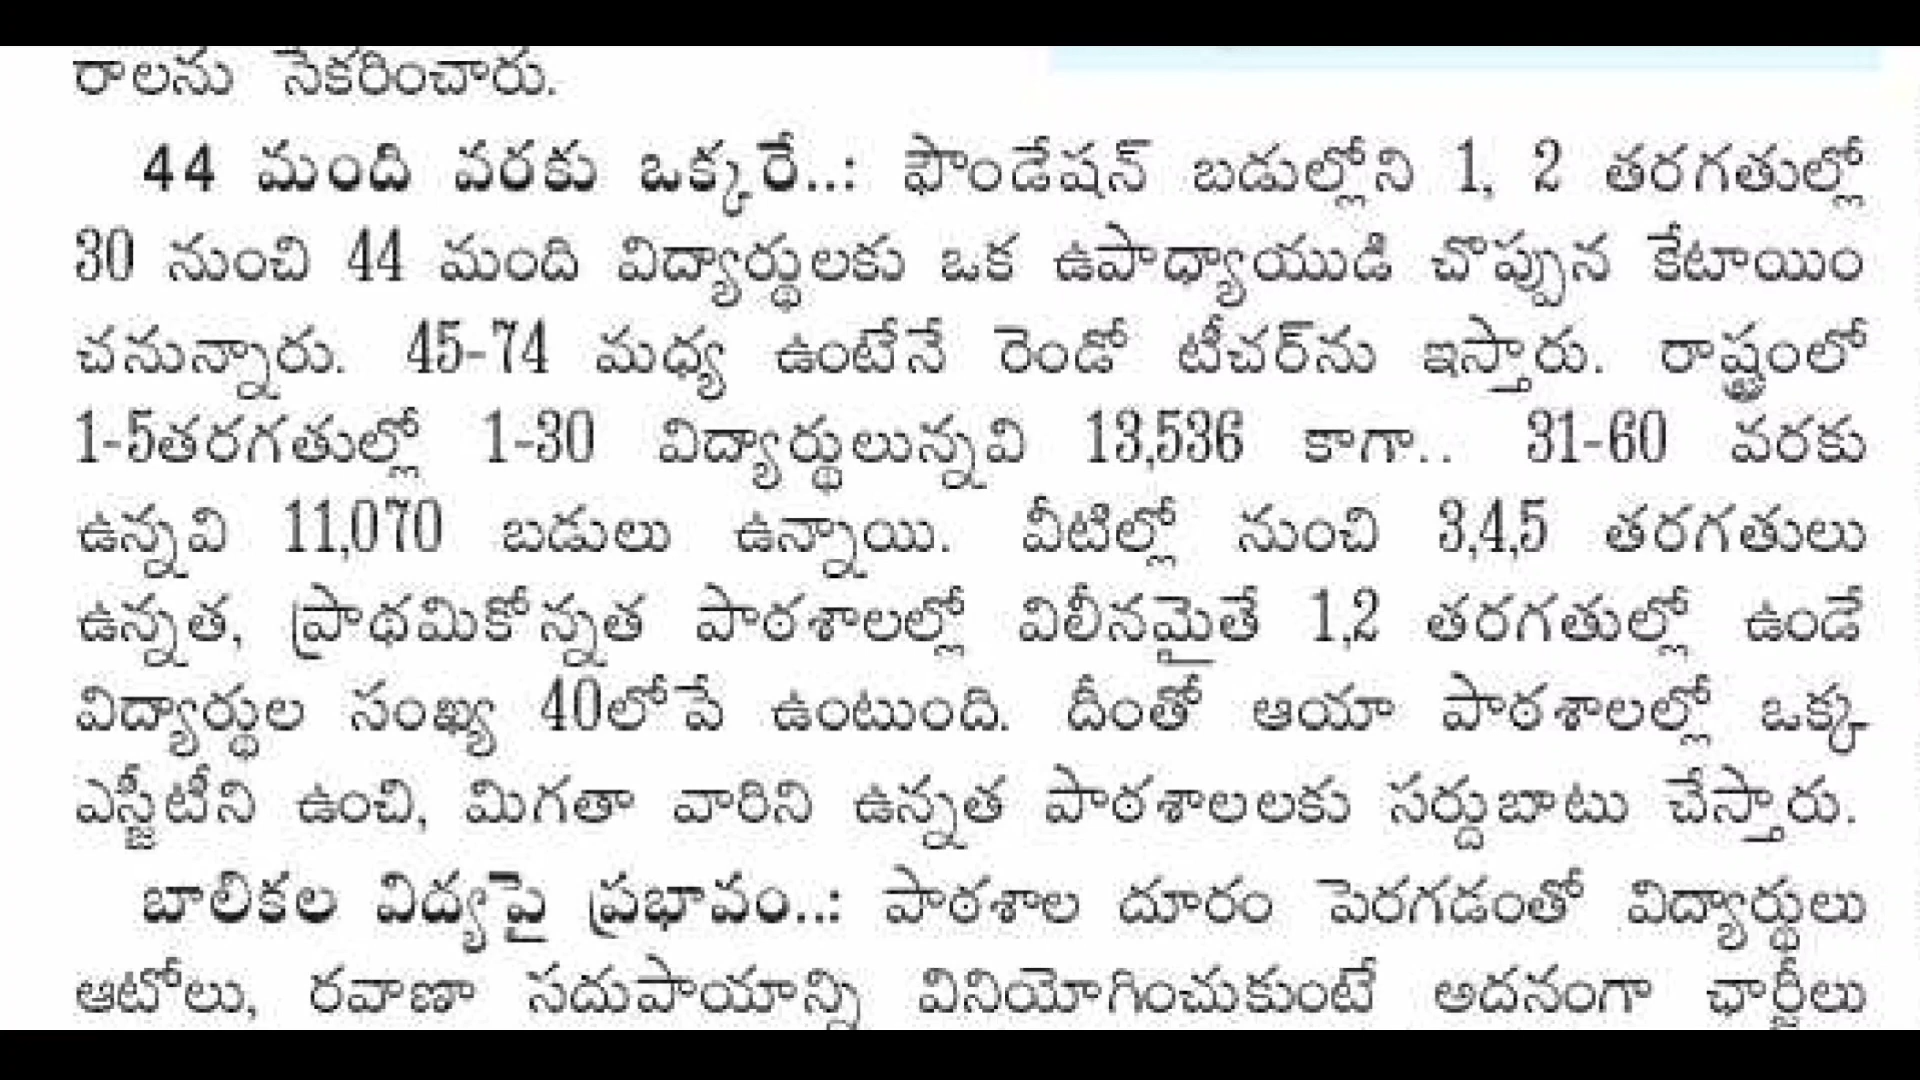 రాలను సేకరించారు.
44 మంది వరకు ఒక్కరే..: ఫౌండేషన్ బడుల్లోని 1, 2 తరగతుల్లో
30 నుంచి 44 మంది విద్యార్థులకు ఒక ఉపాధ్యాయుడి చొప్పున కేటాయిం
చనున్నారు. 45-74 మధ్య ఉంటేనే రెండో టీచర్‌ను ఇస్తారు. రాష్ట్రంలో
1-5తరగతుల్లో 1-30 విద్యార్థులున్నవి 13,536 కాగా.. 31-60 వరకు
ఉన్నవి 11,070 బడులు ఉన్నాయి. వీటిల్లో నుంచి 3,4,5 తరగతులు
ఉన్నత, ప్రాథమికోన్నత పాఠశాలల్లో విలీనమైతే 1,2 తరగతుల్లో ఉండే
విద్యార్థుల సంఖ్య 40లోపే ఉంటుంది. దీంతో ఆయా పాఠశాలల్లో ఒక్క
ఎస్జీటీని ఉంచి, మిగతా వారిని ఉన్నత పాఠశాలలకు సర్దుబాటు చేస్తారు.
బాలికల విద్యపై ప్రభావం..: పాఠశాల దూరం పెరగడంతో విద్యార్థులు
ఆటోలు, రవాణా సదుపాయాన్ని వినియోగించుకుంటే అదనంగా ఛార్జీలు